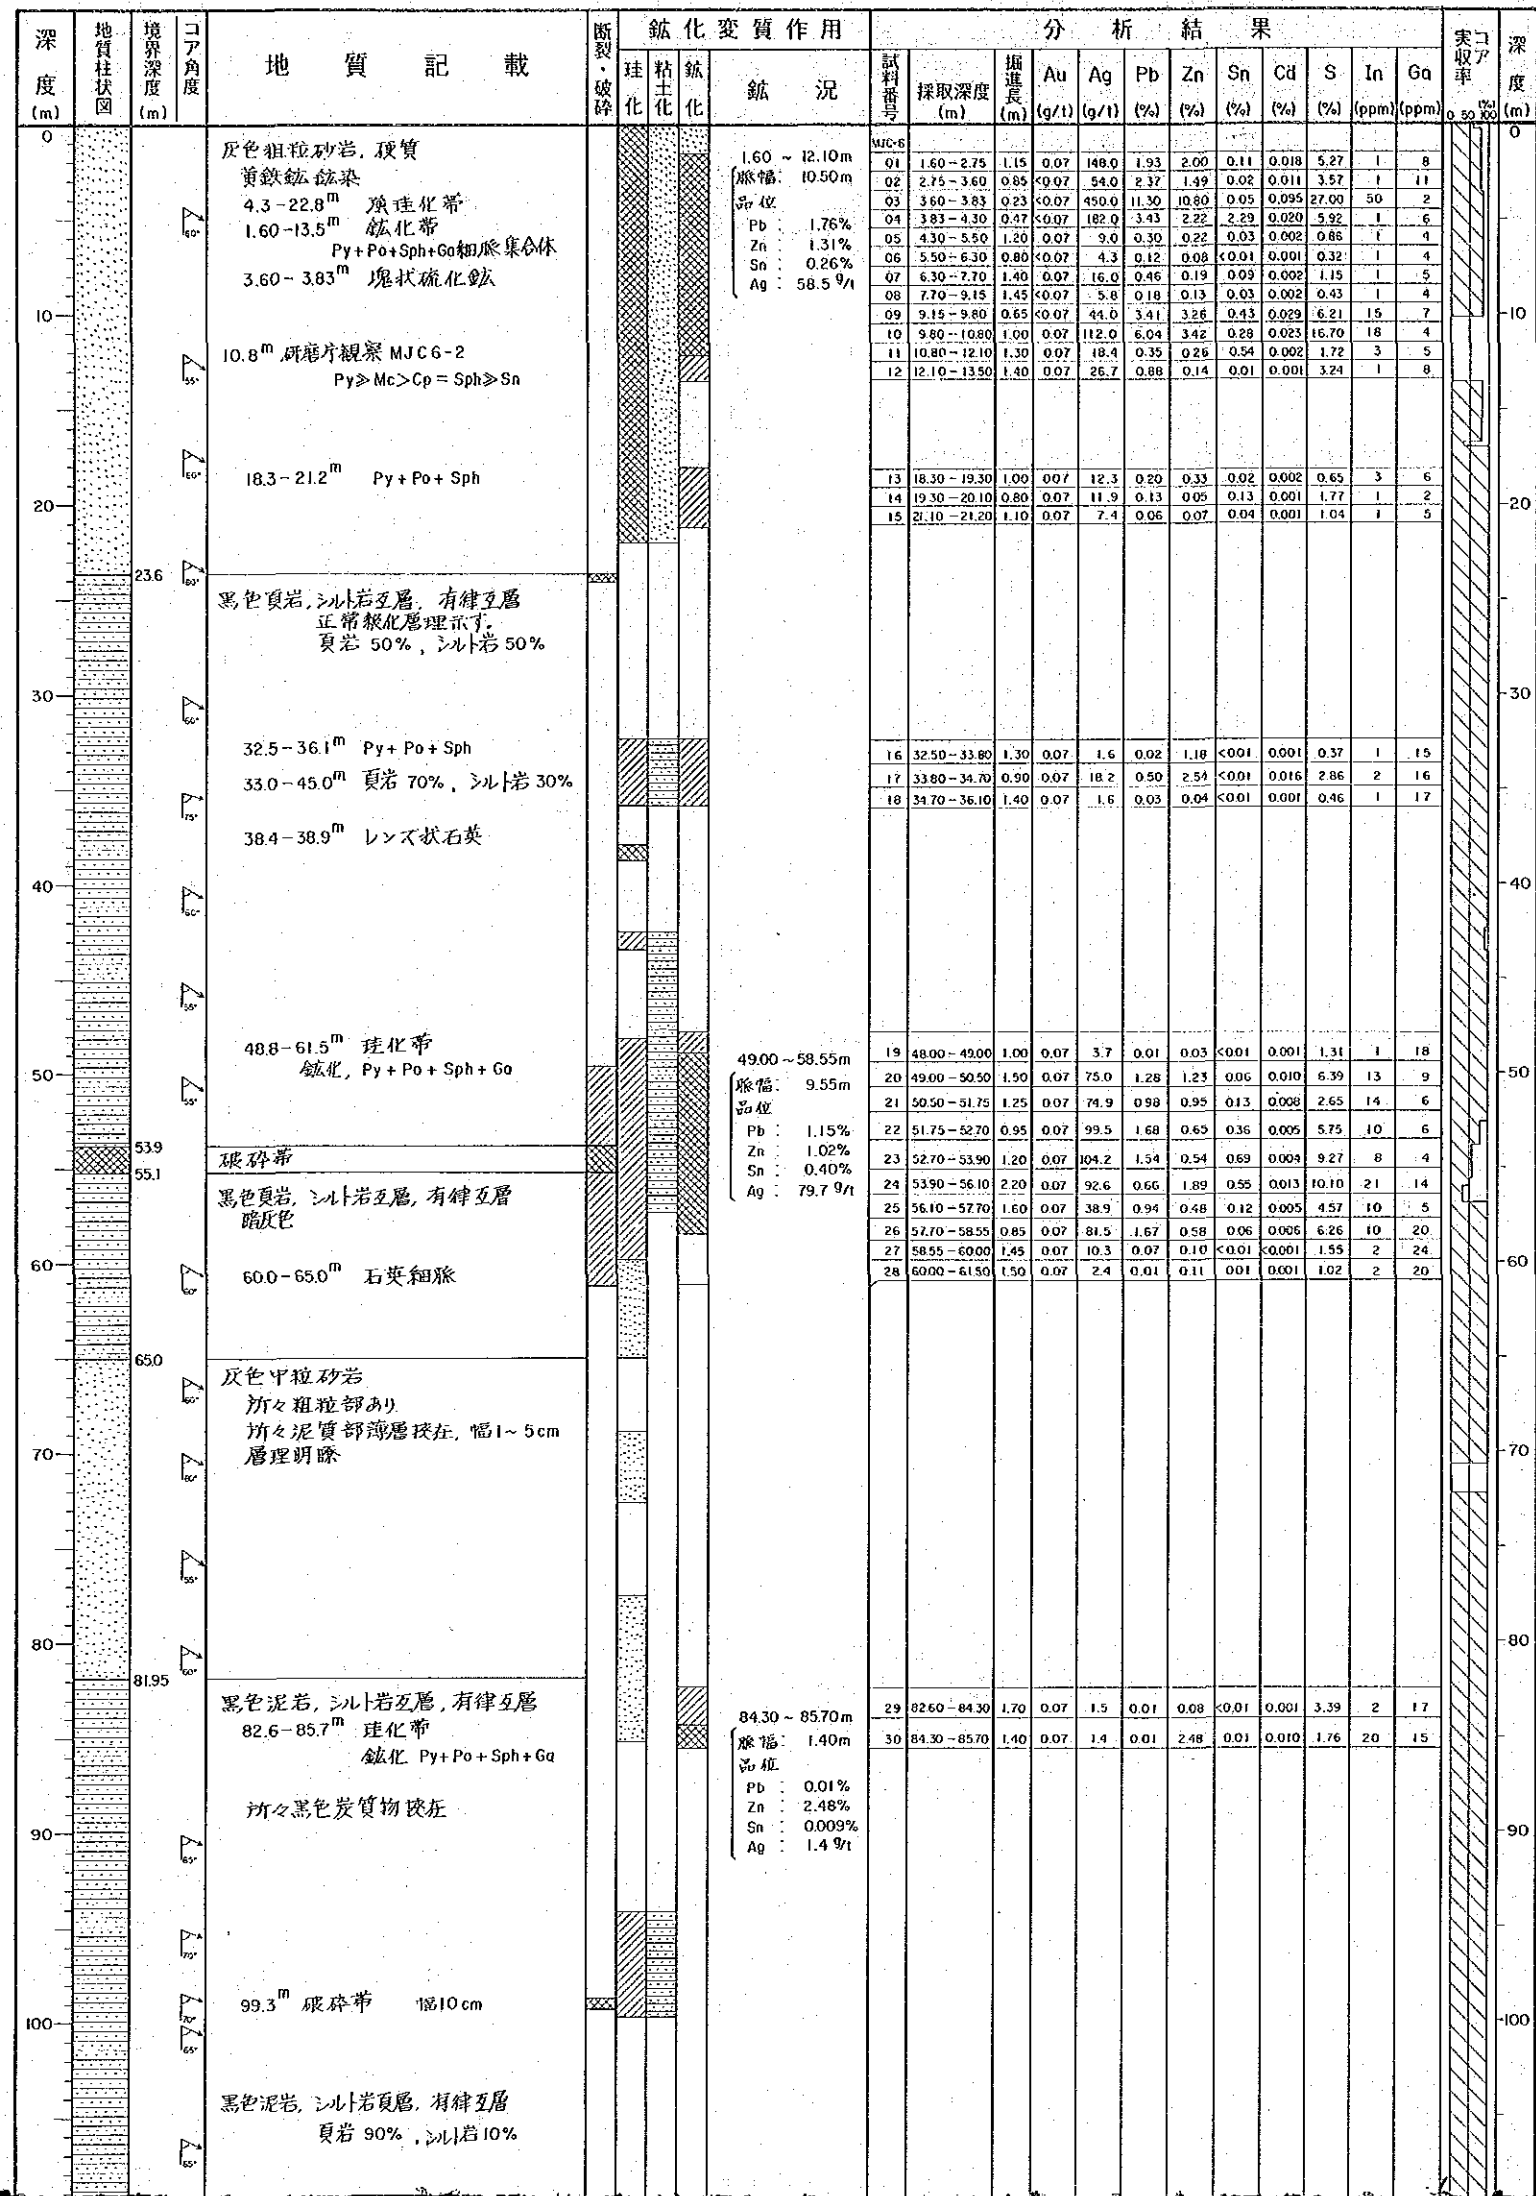 深度(m) 地質柱状図 境界深度(m) コア角度 地質記載 断裂・破砕 鉱化変質作用 分析結果 コア実収率 深度(m)
珪化 粘土化 鉱化 鉱況 試料番号 採取深度(m) 掘進長(m) Au(g/t) Ag(g/t) Pb(%) Zn(%) Sn(%) Cd(%) S(%) In(ppm) Ga(ppm) 0 50 100(%)
0
灰色粗粒砂岩, 硬質
黄鉄鉱鉱染
4.3-22.8m 強珪化帯
1.60-13.5m 鉱化帯
Py+Po+Sph+Ga細脈集合体
3.60-3.83m 塊状硫化鉱
10
10.8m 研磨片観察 MJC6-2
Py≫Mc>Cp=Sph≫Sn
18.3-21.2m Py+Po+Sph
20
23.6
黒色頁岩, シルト岩互層, 有律互層
正常級化層理示す.
頁岩 50%, シルト岩 50%
30
32.5-36.1m Py+Po+Sph
33.0-45.0m 頁岩 70%, シルト岩 30%
38.4-38.9m レンズ状石英
40
48.8-61.5m 珪化帯
鉱化, Py+Po+Sph+Ga
50
53.9
破砕帯
55.1
黒色頁岩, シルト岩互層, 有律互層
暗灰色
60
60.0-65.0m 石英細脈
65.0
灰色中粒砂岩
所々粗粒部あり
所々泥質部薄層挟在, 幅1~5cm
層理明瞭
70
80
81.95
黒色泥岩, シルト岩互層, 有律互層
82.6-85.7m 珪化帯
鉱化 Py+Po+Sph+Ga
所々黒色炭質物挟在
90
99.3m 破砕帯 幅10cm
100
黒色泥岩, シルト岩頁層, 有律互層
頁岩 90%, シルト岩 10%
1.60 ~ 12.10m
脈幅: 10.50m
品位
Pb : 1.76%
Zn : 1.31%
Sn : 0.26%
Ag : 58.5 g/t
49.00 ~ 58.55m
脈幅: 9.55m
品位
Pb : 1.15%
Zn : 1.02%
Sn : 0.40%
Ag : 79.7 g/t
84.30 ~ 85.70m
脈幅: 1.40m
品位
Pb : 0.01%
Zn : 2.48%
Sn : 0.009%
Ag : 1.4 g/t
MJC-6
01 1.60-2.75 1.15 0.07 148.0 1.93 2.00 0.11 0.018 5.27 1 8
02 2.75-3.60 0.85 <0.07 54.0 2.37 1.49 0.02 0.011 3.57 1 11
03 3.60-3.83 0.23 <0.07 450.0 11.30 10.80 0.05 0.095 27.00 50 2
04 3.83-4.30 0.47 <0.07 182.0 3.43 2.22 2.29 0.020 5.92 1 6
05 4.30-5.50 1.20 0.07 9.0 0.30 0.22 0.03 0.002 0.86 1 4
06 5.50-6.30 0.80 <0.07 4.3 0.12 0.08 <0.01 0.001 0.32 1 4
07 6.30-7.70 1.40 0.07 16.0 0.46 0.19 0.09 0.002 1.15 1 5
08 7.70-9.15 1.45 <0.07 5.8 0.18 0.13 0.03 0.002 0.43 1 4
09 9.15-9.80 0.65 <0.07 44.0 3.41 3.26 0.43 0.029 6.21 15 7
10 9.80-10.80 1.00 0.07 112.0 6.04 3.42 0.28 0.023 16.70 18 4
11 10.80-12.10 1.30 0.07 18.4 0.35 0.26 0.54 0.002 1.72 3 5
12 12.10-13.50 1.40 0.07 26.7 0.88 0.14 0.01 0.001 3.24 1 8
13 18.30-19.30 1.00 007 12.3 0.20 0.33 0.02 0.002 0.65 3 6
14 19.30-20.10 0.80 0.07 11.9 0.13 0.05 0.13 0.001 1.77 1 2
15 21.10-21.20 1.10 0.07 7.4 0.06 0.07 0.04 0.001 1.04 1 5
16 32.50-33.80 1.30 0.07 1.6 0.02 1.18 <0.01 0.001 0.37 1 15
17 33.80-34.70 0.90 0.07 18.2 0.50 2.54 <0.01 0.016 2.86 2 16
18 34.70-36.10 1.40 0.07 1.6 0.03 0.04 <0.01 0.001 0.46 1 17
19 48.00-49.00 1.00 0.07 3.7 0.01 0.03 <0.01 0.001 1.31 1 18
20 49.00-50.50 1.50 0.07 75.0 1.28 1.23 0.06 0.010 6.39 13 9
21 50.50-51.75 1.25 0.07 74.9 0.98 0.95 0.13 0.008 2.65 14 6
22 51.75-52.70 0.95 0.07 99.5 1.68 0.65 0.36 0.005 5.75 10 6
23 52.70-53.90 1.20 0.07 104.2 1.54 0.54 0.69 0.004 9.27 8 4
24 53.90-56.10 2.20 0.07 92.6 0.66 1.89 0.55 0.013 10.10 21 14
25 56.10-57.70 1.60 0.07 38.9 0.94 0.48 0.12 0.005 4.57 10 5
26 57.70-58.55 0.85 0.07 81.5 1.67 0.58 0.06 0.006 6.26 10 20
27 58.55-60.00 1.45 0.07 10.3 0.07 0.10 <0.01 <0.001 1.55 2 24
28 60.00-61.50 1.50 0.07 2.4 0.01 0.11 001 0.001 1.02 2 20
29 82.60-84.30 1.70 0.07 1.5 0.01 0.08 <0.01 0.001 3.39 2 17
30 84.30-85.70 1.40 0.07 1.4 0.01 2.48 0.01 0.010 1.76 20 15
0
10
20
30
40
50
60
70
80
90
100